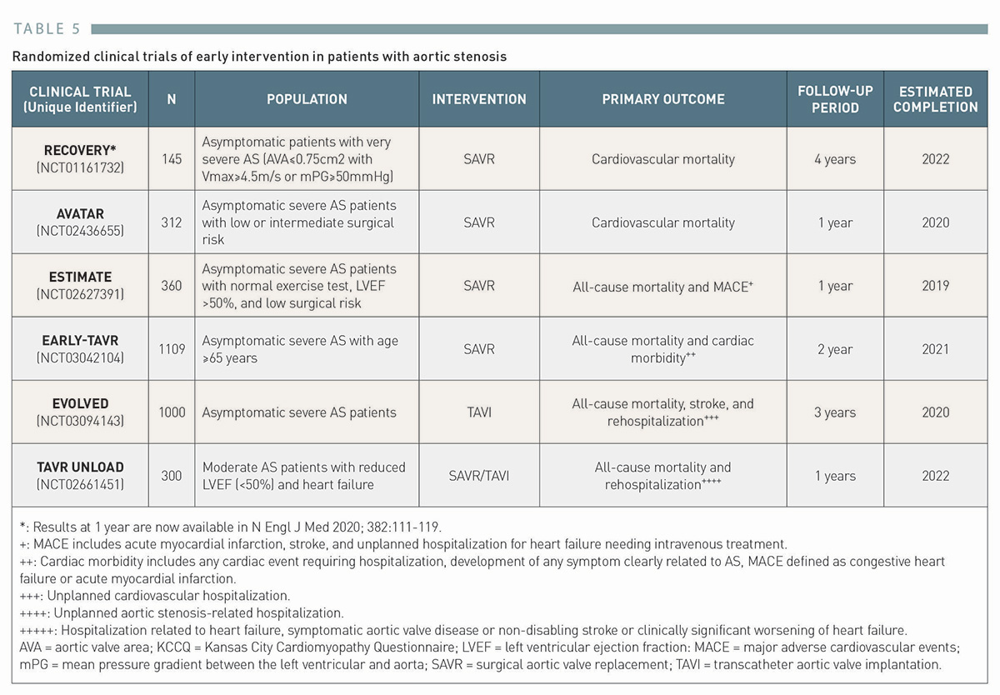 TABLE 5
Randomized clinical trials of early intervention in patients with aortic stenosis
CLINICAL TRIAL
(Unique Identifier)
N
POPULATION
INTERVENTION
PRIMARY OUTCOME
FOLLOW-UP
PERIOD
ESTIMATED
COMPLETION
RECOVERY*
(NCT01161732)
145
Asymptomatic patients with very
severe AS (AVA≤0.75cm2 with
Vmax≥4.5m/s or mPG≥50mmHg)
SAVR
Cardiovascular mortality
4 years
2022
AVATAR
(NCT02436655)
312
Asymptomatic severe AS patients
with low or intermediate surgical
risk
SAVR
Cardiovascular mortality
1 year
2020
ESTIMATE
(NCT02627391)
360
Asymptomatic severe AS patients
with normal exercise test, LVEF
>50%, and low surgical risk
SAVR
All-cause mortality and MACE+
1 year
2019
EARLY-TAVR
(NCT03042104)
1109
Asymptomatic severe AS with age
≥65 years
SAVR
All-cause mortality and cardiac
morbidity++
2 year
2021
EVOLVED
(NCT03094143)
1000
Asymptomatic severe AS patients
TAVI
All-cause mortality, stroke, and
rehospitalization+++
3 years
2020
TAVR UNLOAD
(NCT02661451)
300
Moderate AS patients with reduced
LVEF (<50%) and heart failure
SAVR/TAVI
All-cause mortality and
rehospitalization++++
1 years
2022
*: Results at 1 year are now available in N Engl J Med 2020; 382:111-119.
+: MACE includes acute myocardial infarction, stroke, and unplanned hospitalization for heart failure needing intravenous treatment.
++: Cardiac morbidity includes any cardiac event requiring hospitalization, development of any symptom clearly related to AS, MACE defined as congestive heart
failure or acute myocardial infarction.
+++: Unplanned cardiovascular hospitalization.
++++: Unplanned aortic stenosis-related hospitalization.
+++++: Hospitalization related to heart failure, symptomatic aortic valve disease or non-disabling stroke or clinically significant worsening of heart failure.
AVA = aortic valve area; KCCQ = Kansas City Cardiomyopathy Questionnaire; LVEF = left ventricular ejection fraction: MACE = major adverse cardiovascular events;
mPG = mean pressure gradient between the left ventricular and aorta; SAVR = surgical aortic valve replacement; TAVI = transcatheter aortic valve implantation.